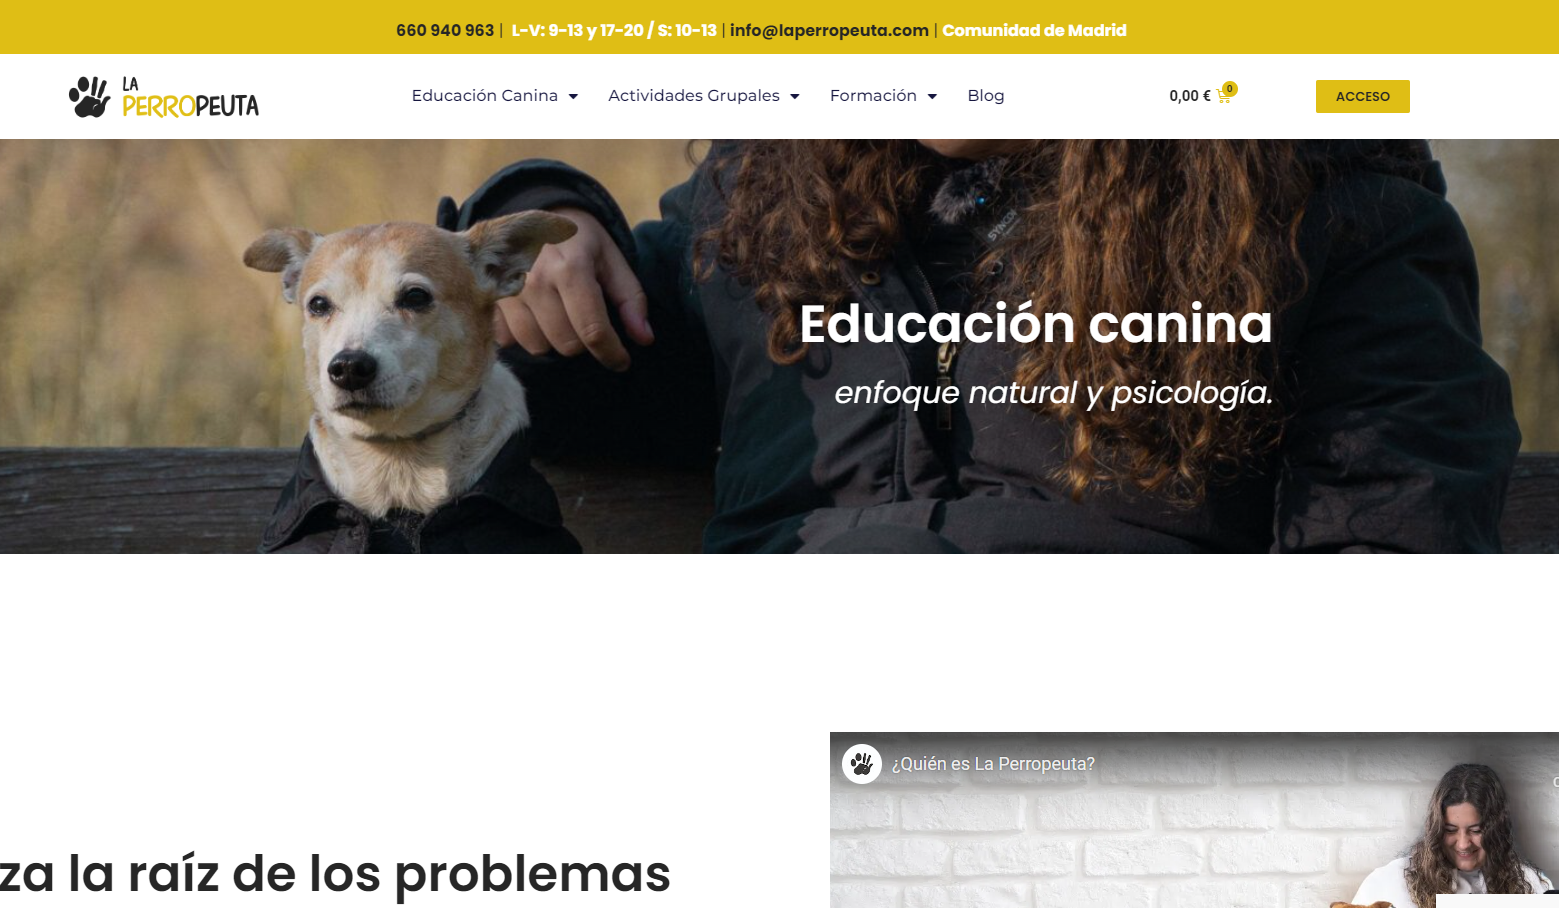 660 940 963 | L-V: 9-13 y 17-20 / S: 10-13 | info@laperropeuta.com | Comunidad de Madrid
LA
PERROPEUTA
Educación Canina
Actividades Grupales
Formación
Blog
0,00 €
0
ACCESO
SYNCO
Educación canina
enfoque natural y psicología.
¿Quién es La Perropeuta?
za la raíz de los problemas